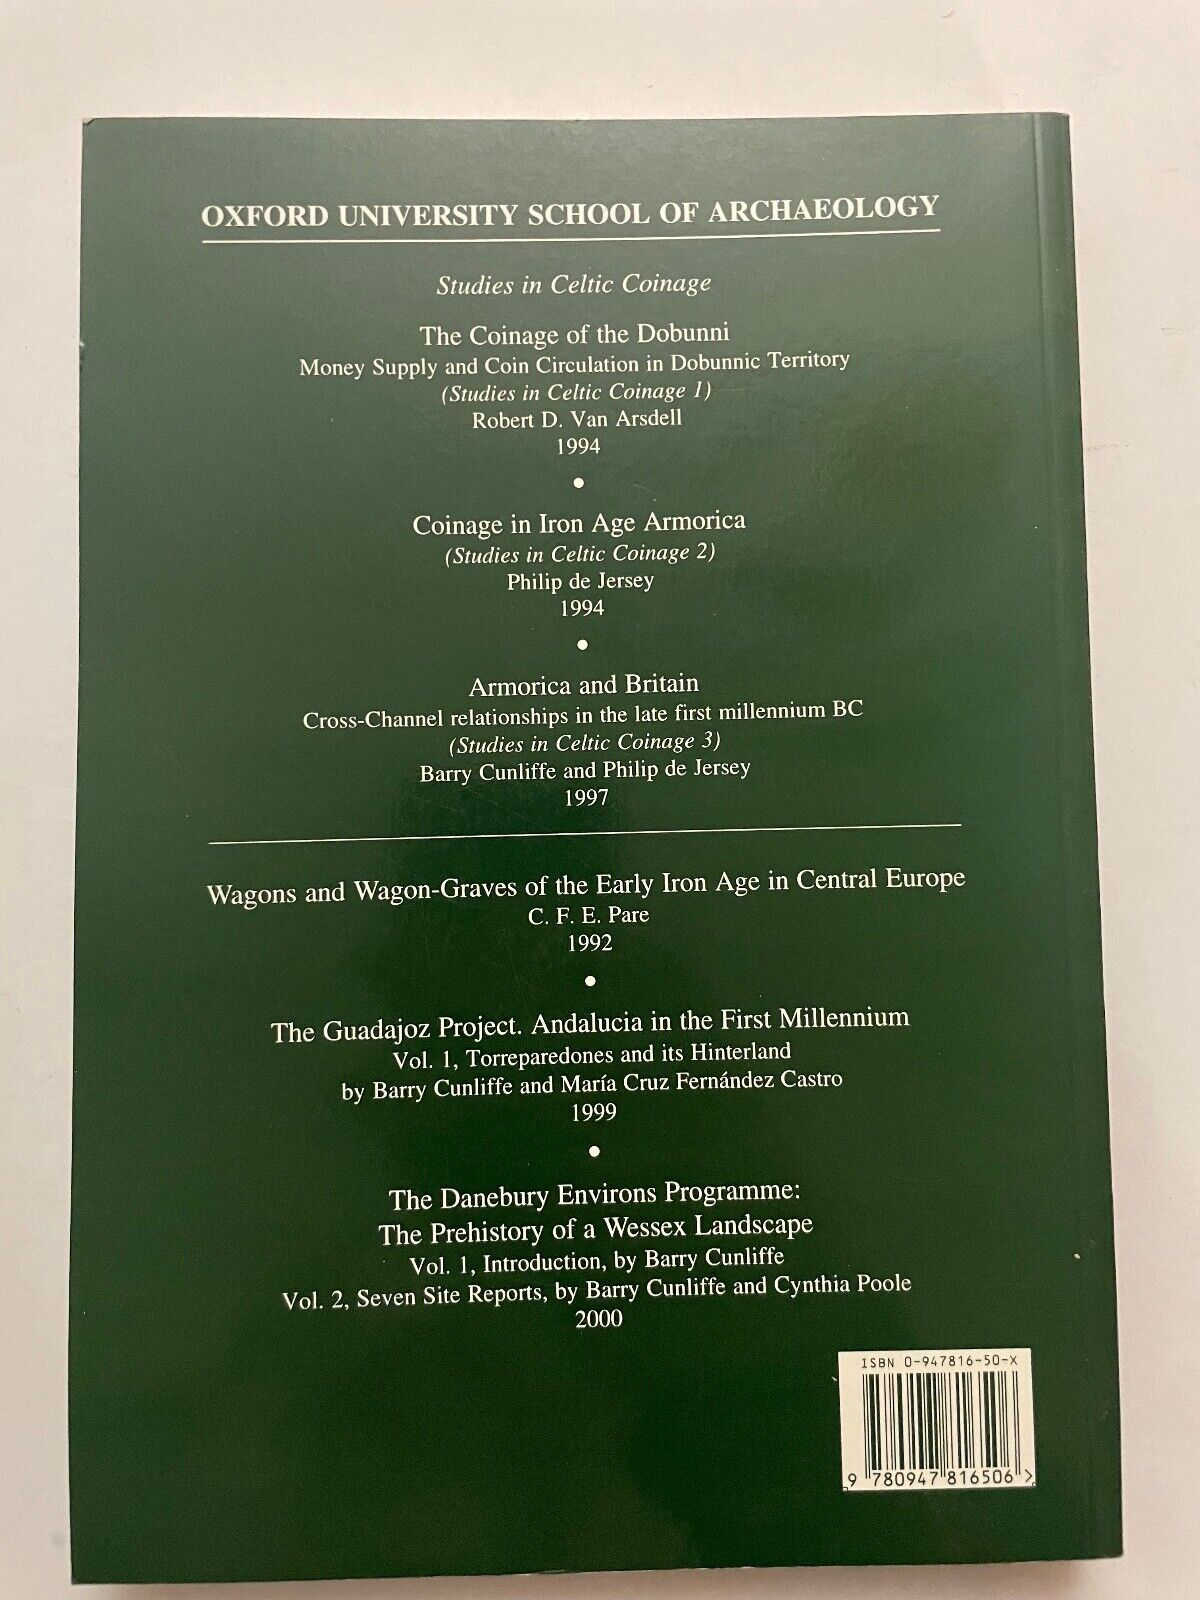 OXFORD UNIVERSITY SCHOOL OF ARCHAEOLOGY
Studies in Celtic Coinage
The Coinage of the Dobunni
Money Supply and Coin Circulation in Dobunnic Territory
(Studies in Celtic Coinage 1)
Robert D. Van Arsdell
1994
•
Coinage in Iron Age Armorica
(Studies in Celtic Coinage 2)
Philip de Jersey
1994
•
Armorica and Britain
Cross-Channel relationships in the late first millennium BC
(Studies in Celtic Coinage 3)
Barry Cunliffe and Philip de Jersey
1997
Wagons and Wagon-Graves of the Early Iron Age in Central Europe
C. F. E. Pare
1992
•
The Guadajoz Project. Andalucia in the First Millennium
Vol. 1, Torreparedones and its Hinterland
by Barry Cunliffe and María Cruz Fernández Castro
1999
•
The Danebury Environs Programme:
The Prehistory of a Wessex Landscape
Vol. 1, Introduction, by Barry Cunliffe
Vol. 2, Seven Site Reports, by Barry Cunliffe and Cynthia Poole
2000
ISBN 0-947816-50-X
9 780947 816506 >